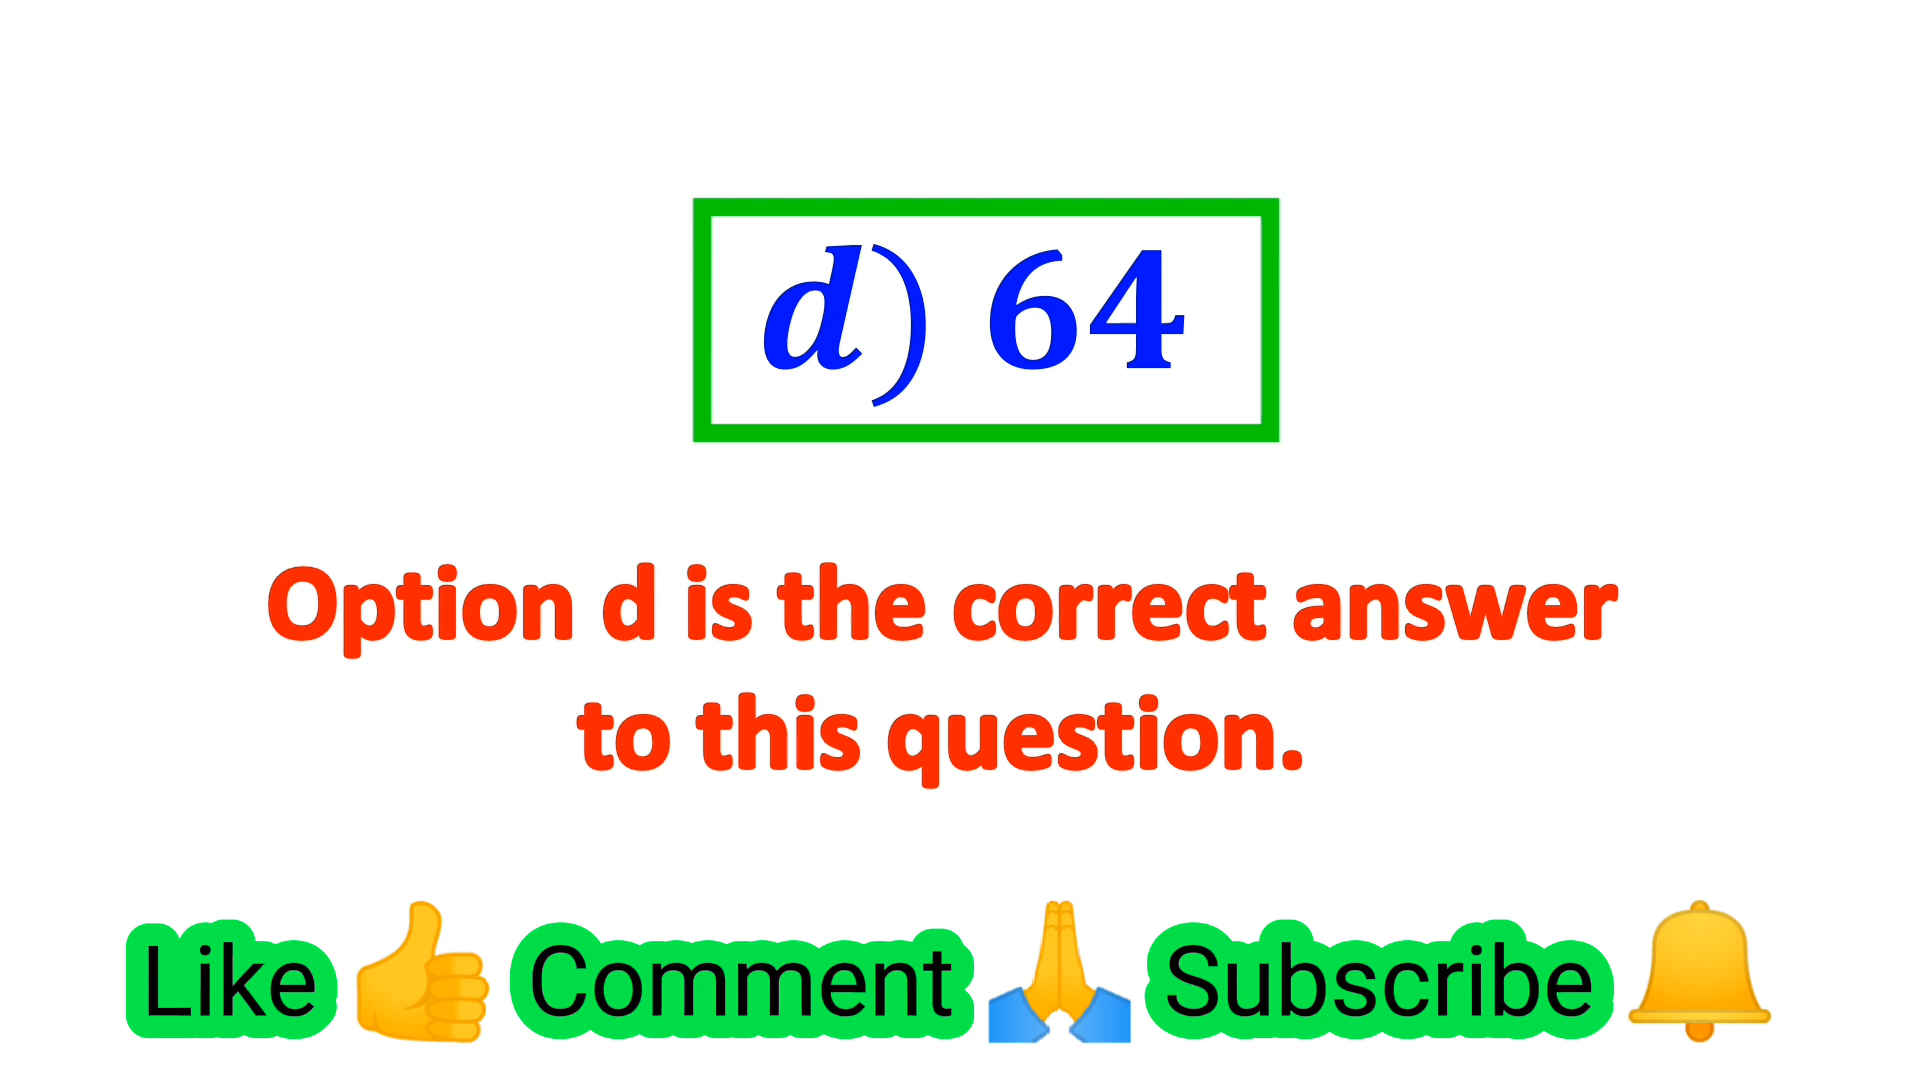 d) 64
Option d is the correct answer
to this question.
Like 👍 Comment 🙏 Subscribe 🔔